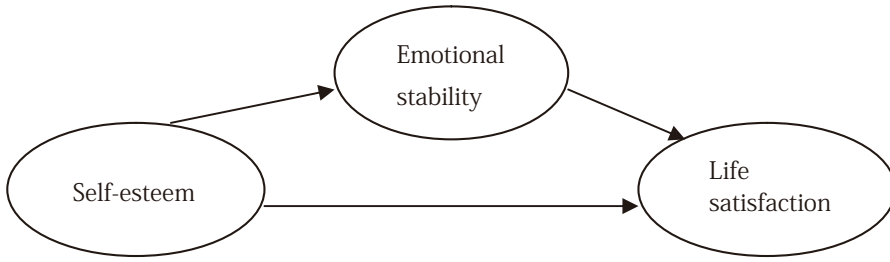 Emotional
stability
Self-esteem
Life
satisfaction